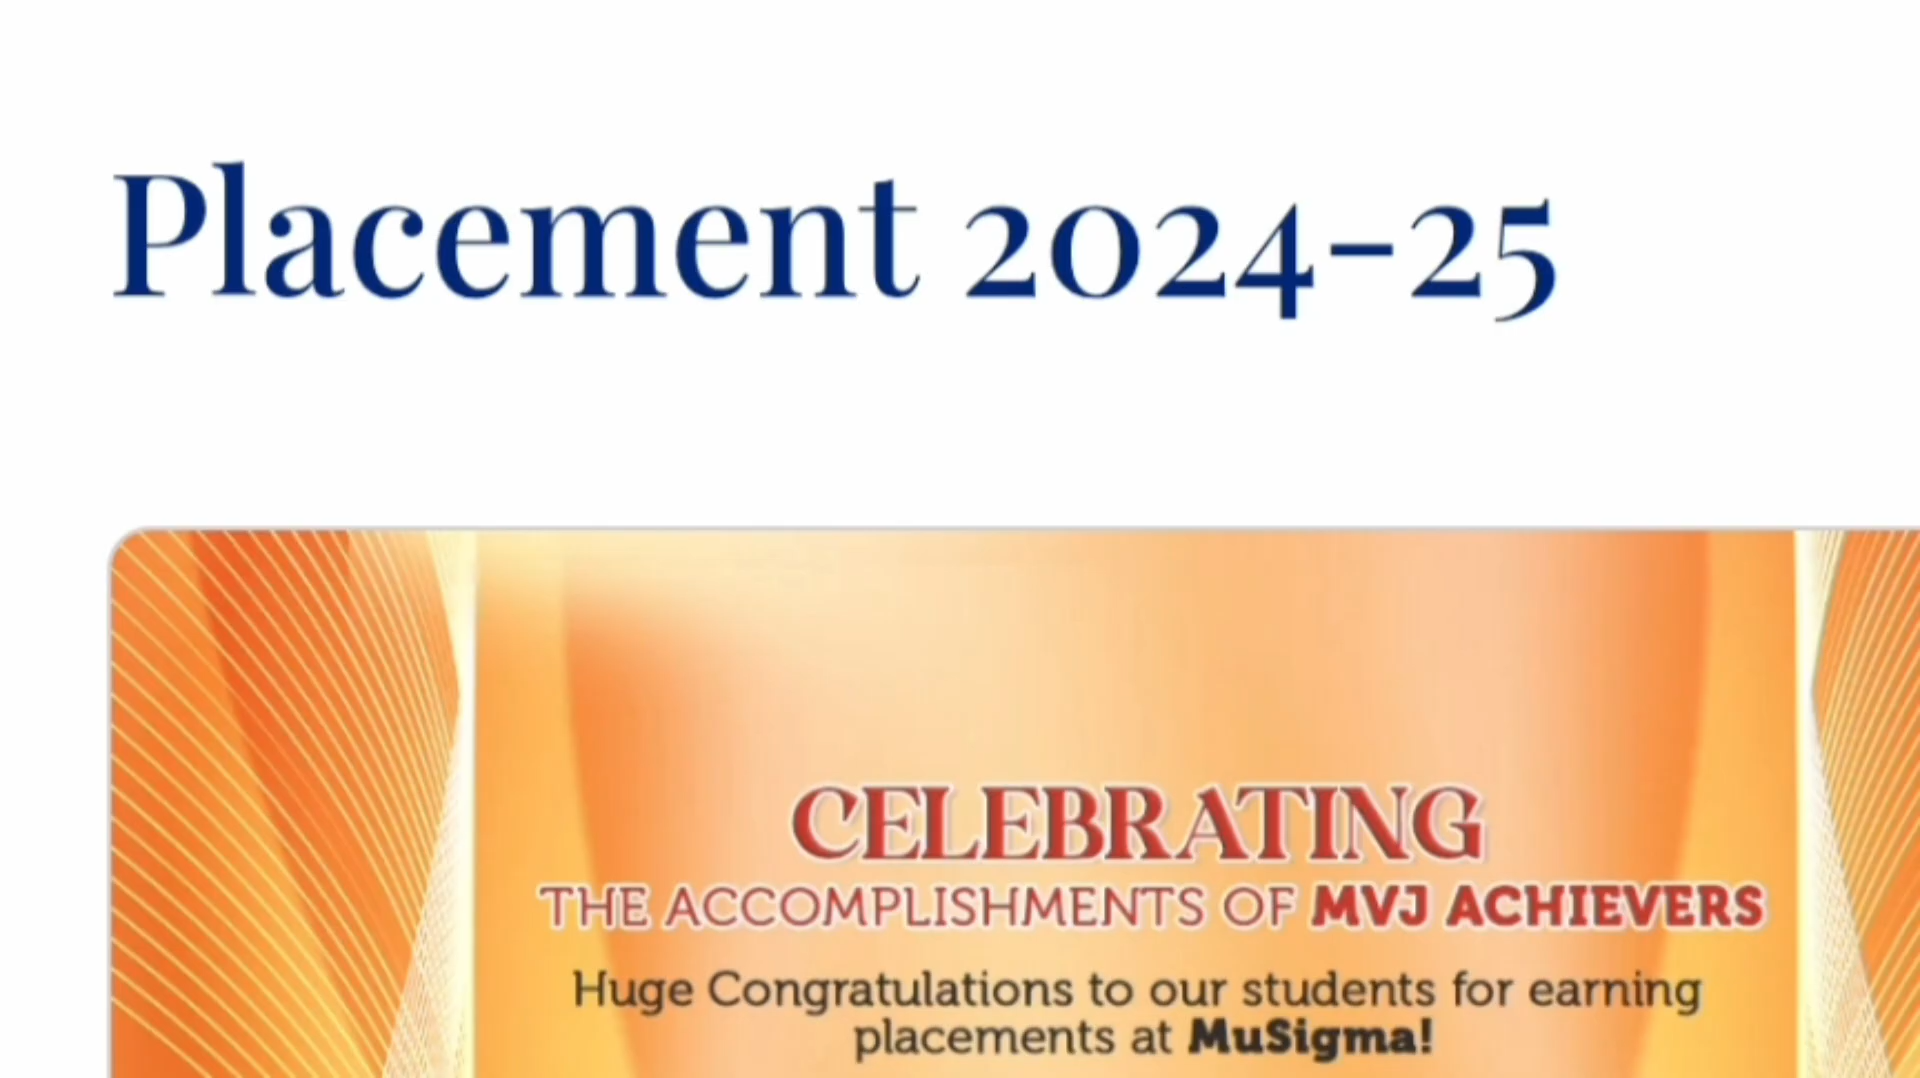 Placement 2024-25
CELEBRATING
THE ACCOMPLISHMENTS OF MVJ ACHIEVERS
Huge Congratulations to our students for earning
placements at MuSigma!